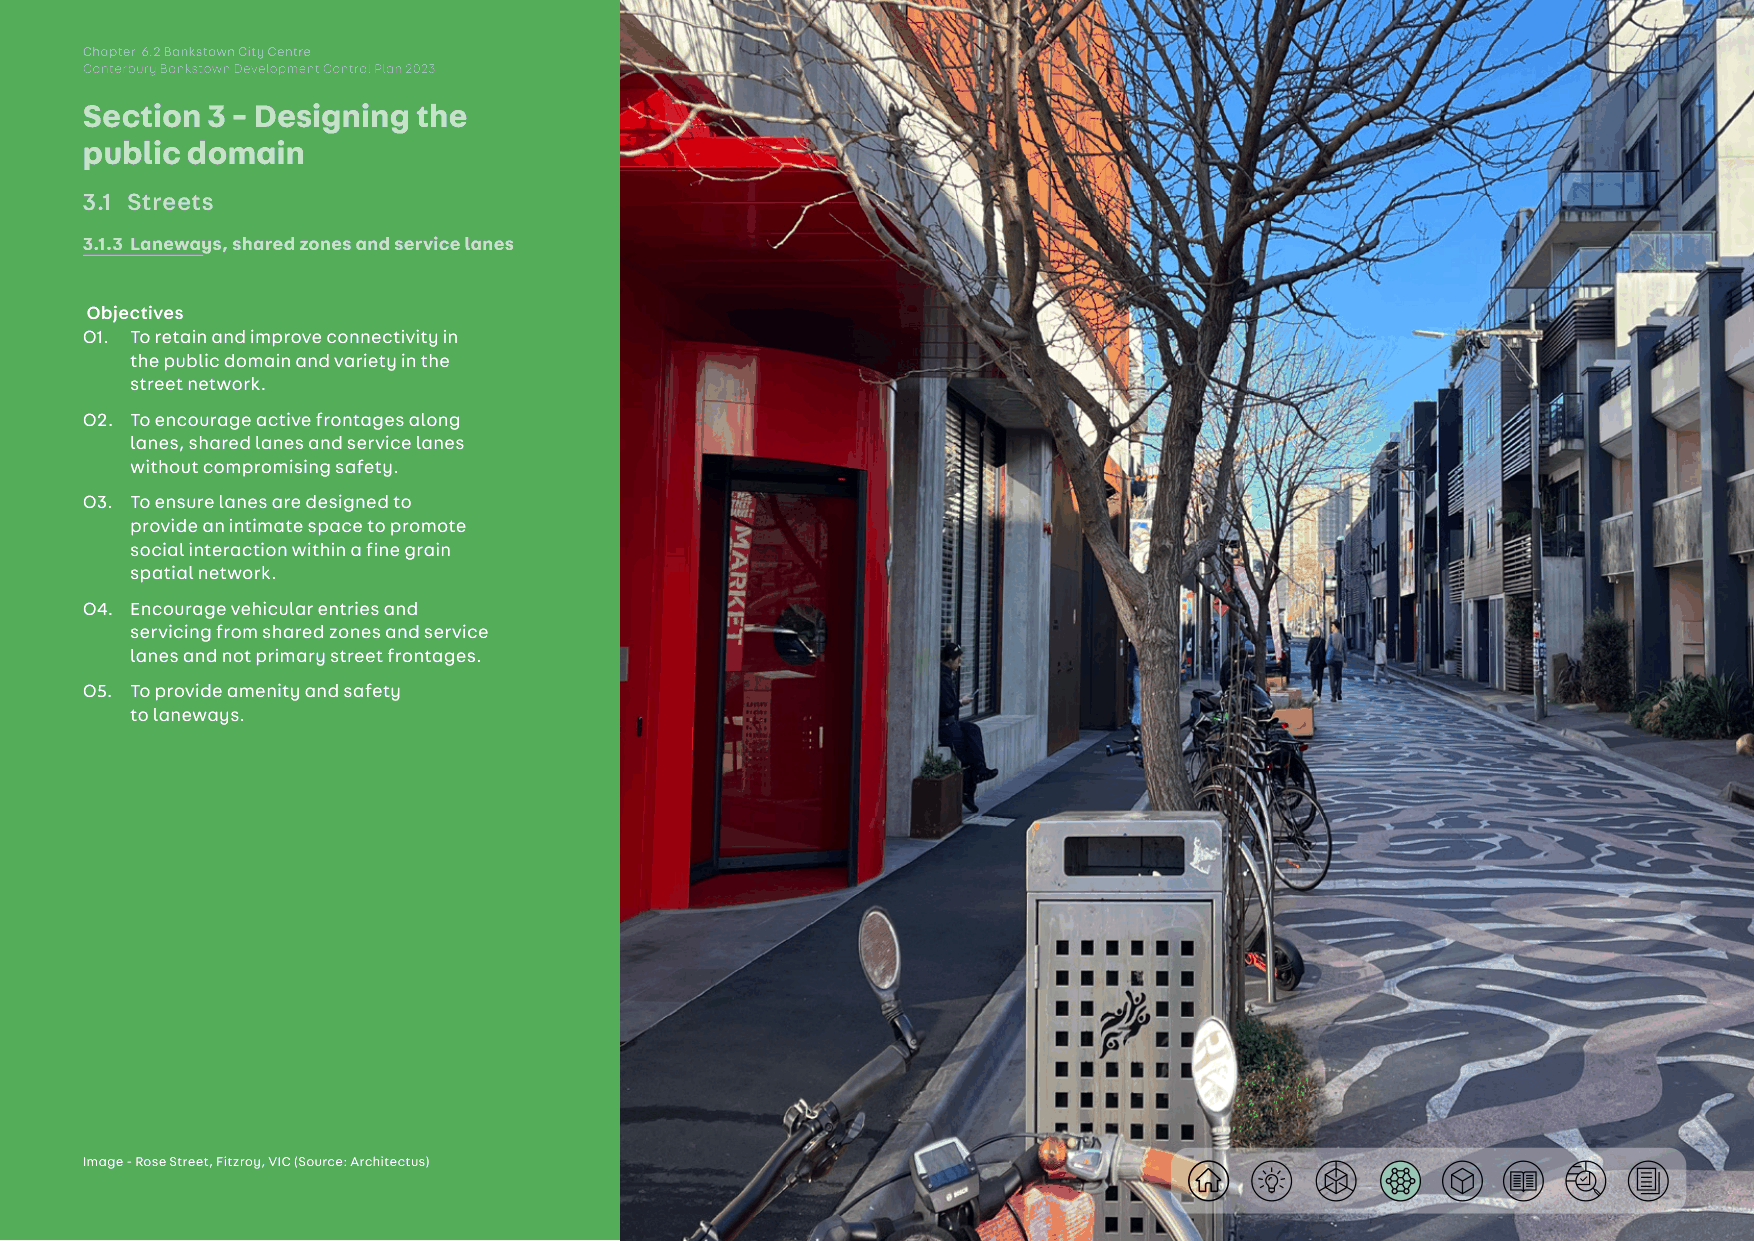 Chapter 6.2 Bankstown City Centre
Canterbury Bankstown Development Control Plan 2023
Section 3 – Designing the
public domain
3.1 Streets
3.1.3 Laneways, shared zones and service lanes
Objectives
O1. To retain and improve connectivity in
the public domain and variety in the
street network.
O2. To encourage active frontages along
lanes, shared lanes and service lanes
without compromising safety.
O3. To ensure lanes are designed to
provide an intimate space to promote
social interaction within a fine grain
spatial network.
O4. Encourage vehicular entries and
servicing from shared zones and service
lanes and not primary street frontages.
O5. To provide amenity and safety
to laneways.
Image - Rose Street, Fitzroy, VIC (Source: Architectus)
MARKET
BOSCH